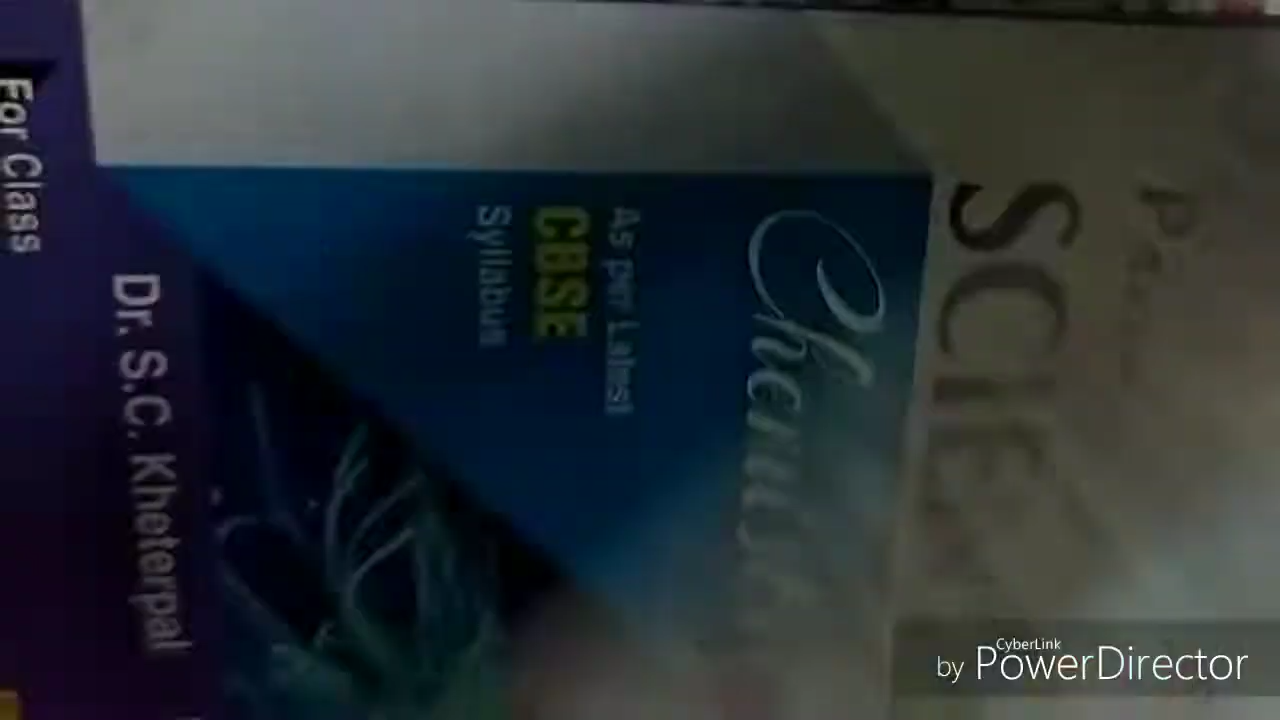 SCIE
As per Latest
CBSE
Syllabus
Dr. S.C. Kheterpal
For Class
CyberLink
by PowerDirector